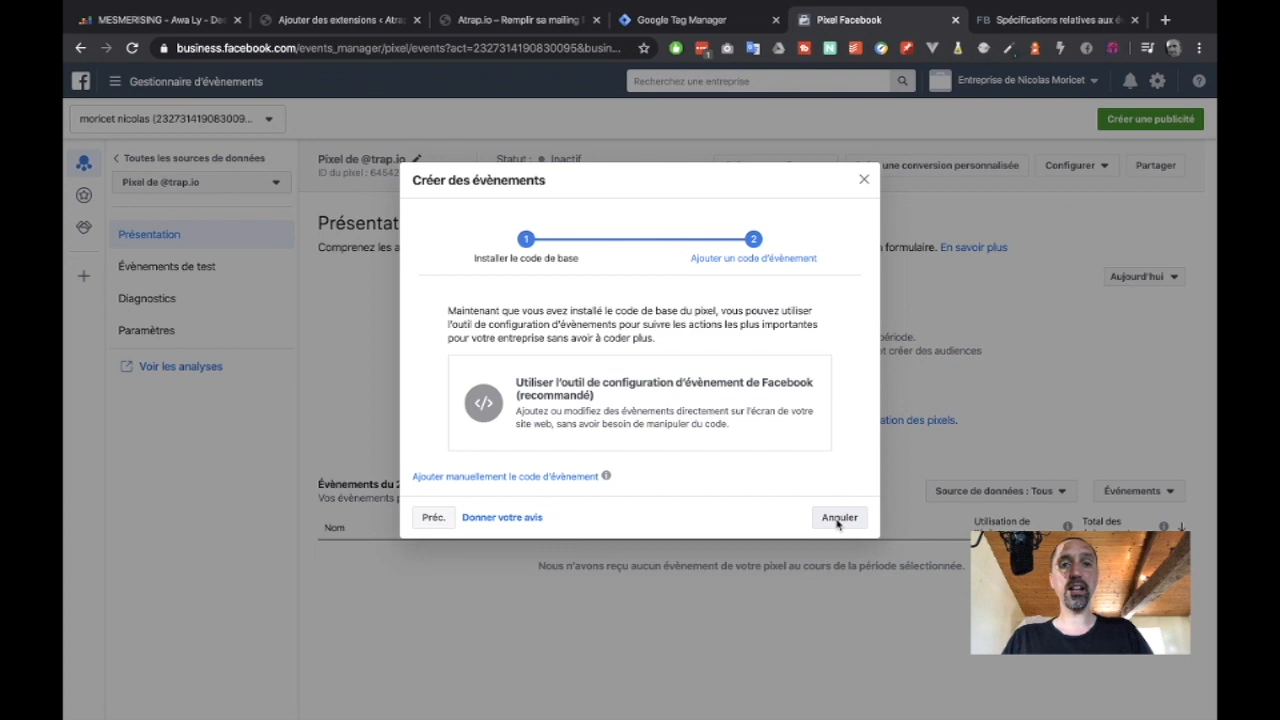 MESMERISING – Awa Ly – De
Ajouter des extensions ‹ Atra
Atrap.io – Remplir sa mailing
Google Tag Manager
Pixel Facebook
FB Spécifications relatives aux é
business.facebook.com/events_manager/pixel/events?act=2327314190830095&busin...
Gestionnaire d'évènements
Recherchez une entreprise
Entreprise de Nicolas Moricet
moricet nicolas (232731419083009...
Créer une publicité
Toutes les sources de données
Pixel de @trap.io
Présentation
Évènements de test
Diagnostics
Paramètres
Voir les analyses
Pixel de @trap.io
Statut : Inactif
ID du pixel : 64542
une conversion personnalisée
Configurer
Partager
Présentat
Comprenez les a
formulaire. En savoir plus
Aujourd'hui
ériode.
et créer des audiences
ation des pixels.
Créer des évènements
1
2
Installer le code de base
Ajouter un code d'évènement
Maintenant que vous avez installé le code de base du pixel, vous pouvez utiliser
l'outil de configuration d'évènements pour suivre les actions les plus importantes
pour votre entreprise sans avoir à coder plus.
</>
Utiliser l'outil de configuration d'évènement de Facebook
(recommandé)
Ajoutez ou modifiez des évènements directement sur l'écran de votre
site web, sans avoir besoin de manipuler du code.
Ajouter manuellement le code d'évènement
Préc.
Donner votre avis
Annuler
Évènements du 2
Vos évènements p
Source de données : Tous
Événements
Nom
Utilisation de
Total des
Nous n'avons reçu aucun évènement de votre pixel au cours de la période sélectionnée.